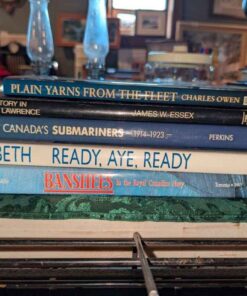 PLAIN YARNS FROM THE FLEET CHARLES OWEN
TORY IN
LAWRENCE JAMES W. ESSEX
CANADA'S SUBMARINERS 1914-1923 PERKINS
BETH READY, AYE, READY
BANSHEES in the Royal Canadian Navy